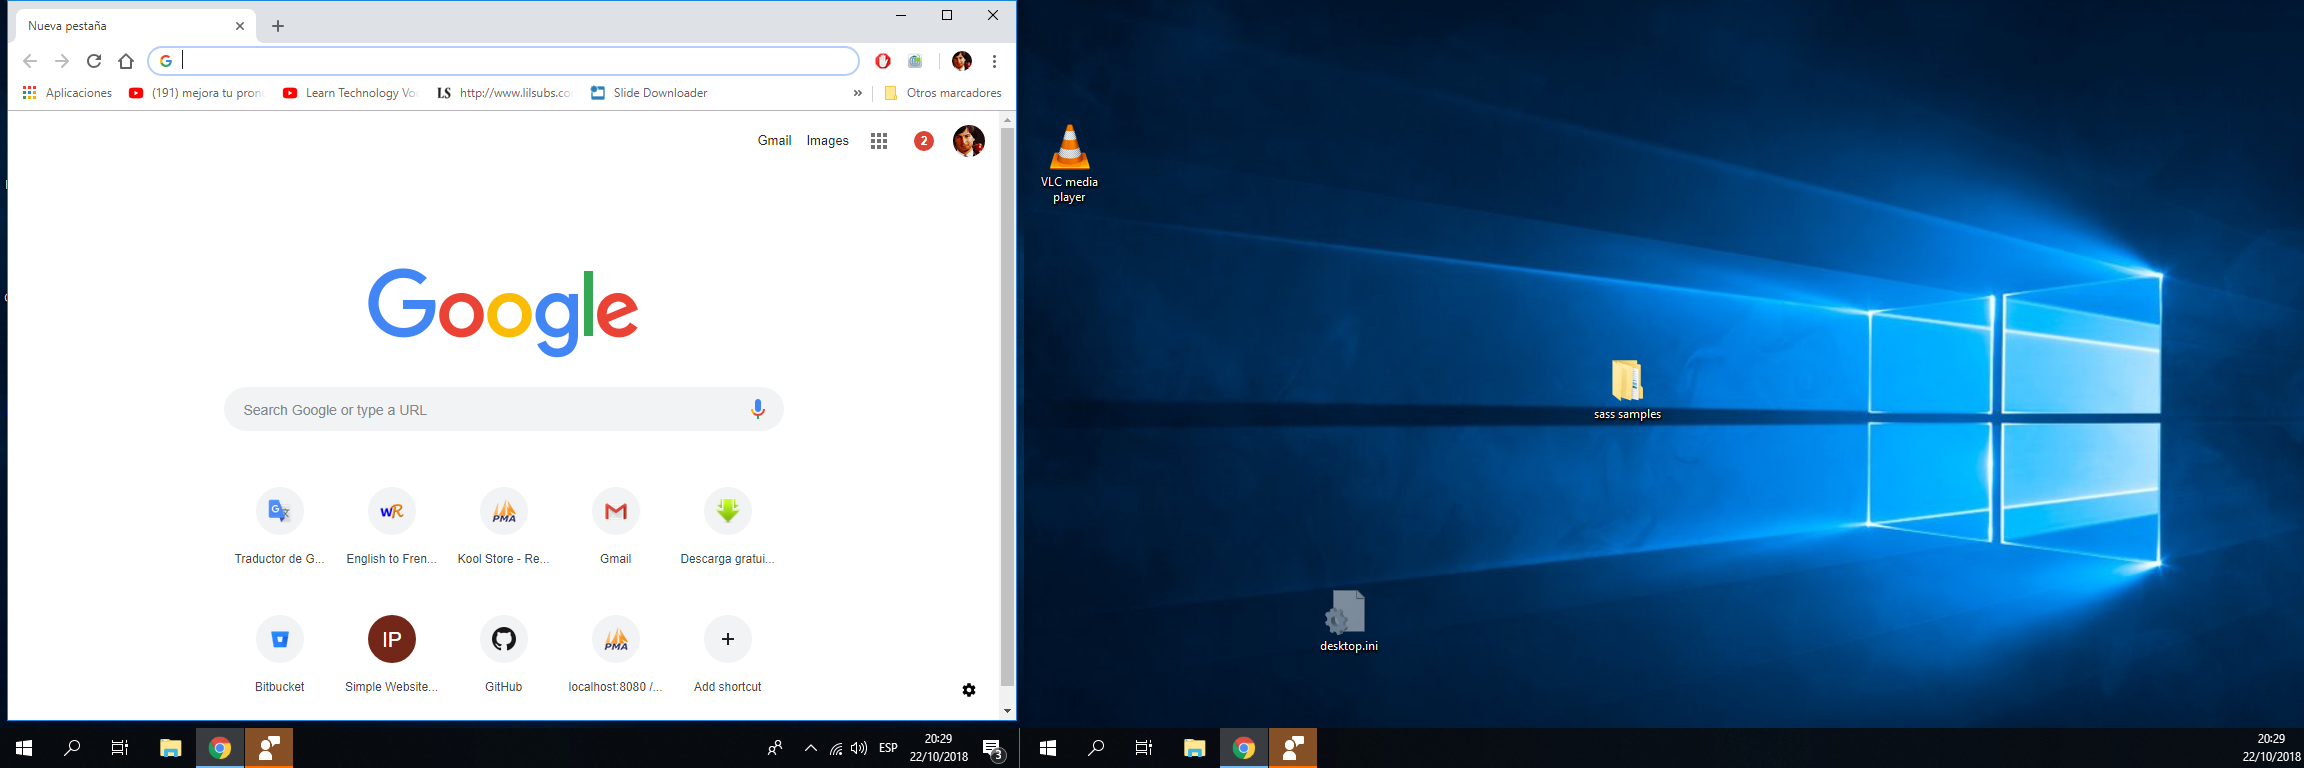 Nueva pestaña
Aplicaciones
(191) mejora tu pron
Learn Technology Vo
LS http://www.lilsubs.co
Slide Downloader
»
Otros marcadores
Gmail
Images
2
Google
Search Google or type a URL
Traductor de G...
English to Fren...
Kool Store - Re...
Gmail
Descarga gratui...
Bitbucket
IP
Simple Website...
GitHub
localhost:8080 /...
Add shortcut
wR
PMA
PMA
VLC media
player
sass samples
desktop.ini
ESP
20:29
22/10/2018
3
20:29
22/10/2018